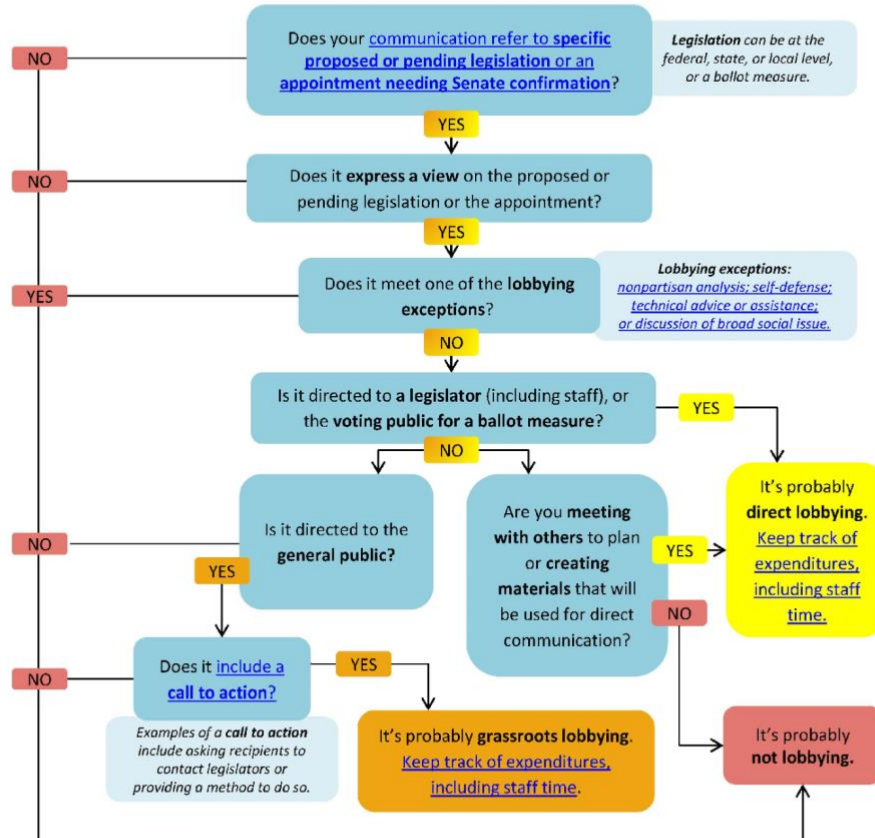 Does your communication refer to specific
proposed or pending legislation or an
appointment needing Senate confirmation?
Legislation can be at the
federal, state, or local level,
or a ballot measure.
NO
YES
Does it express a view on the proposed or
pending legislation or the appointment?
NO
YES
Does it meet one of the lobbying
exceptions?
Lobbying exceptions:
nonpartisan analysis; self-defense;
technical advice or assistance;
or discussion of broad social issue.
YES
NO
Is it directed to a legislator (including staff), or
the voting public for a ballot measure?
YES
NO
Is it directed to the
general public?
NO
YES
Are you meeting
with others to plan
or creating
materials that will
be used for direct
communication?
YES
NO
It's probably
direct lobbying.
Keep track of
expenditures,
including staff
time.
Does it include a
call to action?
NO
YES
Examples of a call to action
include asking recipients to
contact legislators or
providing a method to do so.
It's probably grassroots lobbying.
Keep track of expenditures,
including staff time.
It's probably
not lobbying.